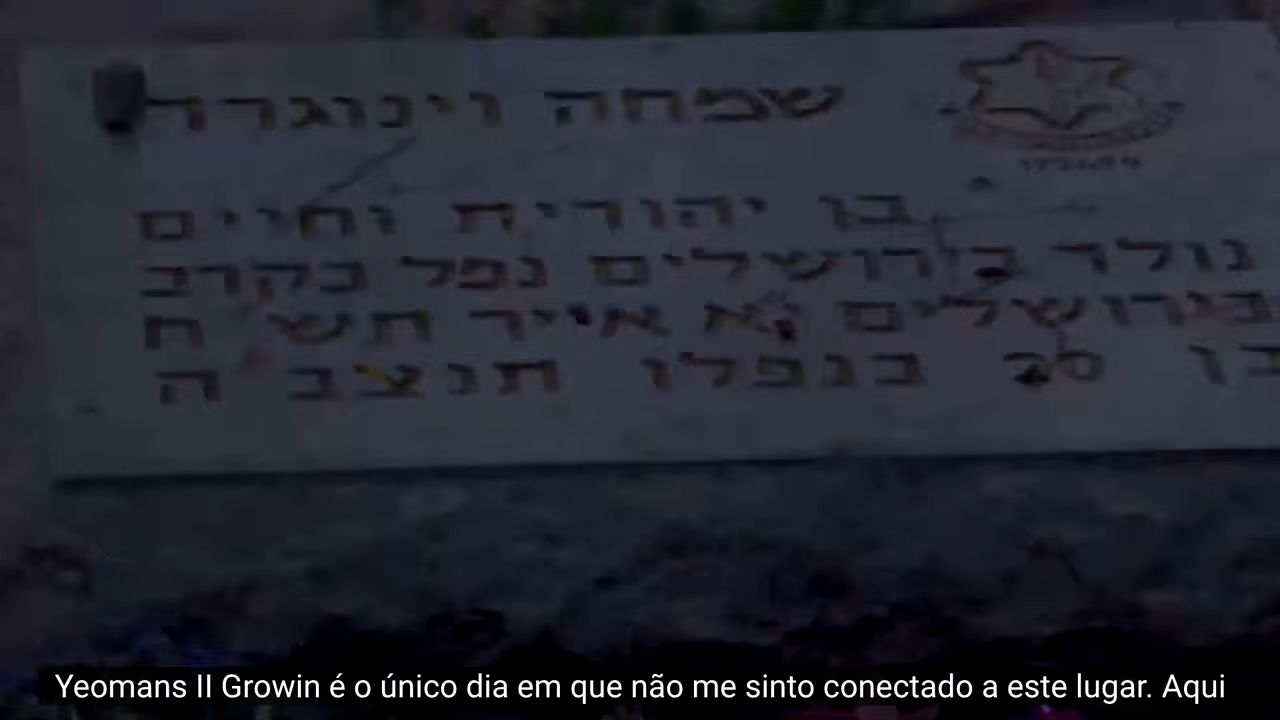 שמחה וינוגרד
בן יהודית וחיים
נולד בירושלים נפל בקרב
בירושלים י"א אייר תש"ח
בן בנפלו תנצב"ה
Yeomans II Growin é o único dia em que não me sinto conectado a este lugar. Aqui